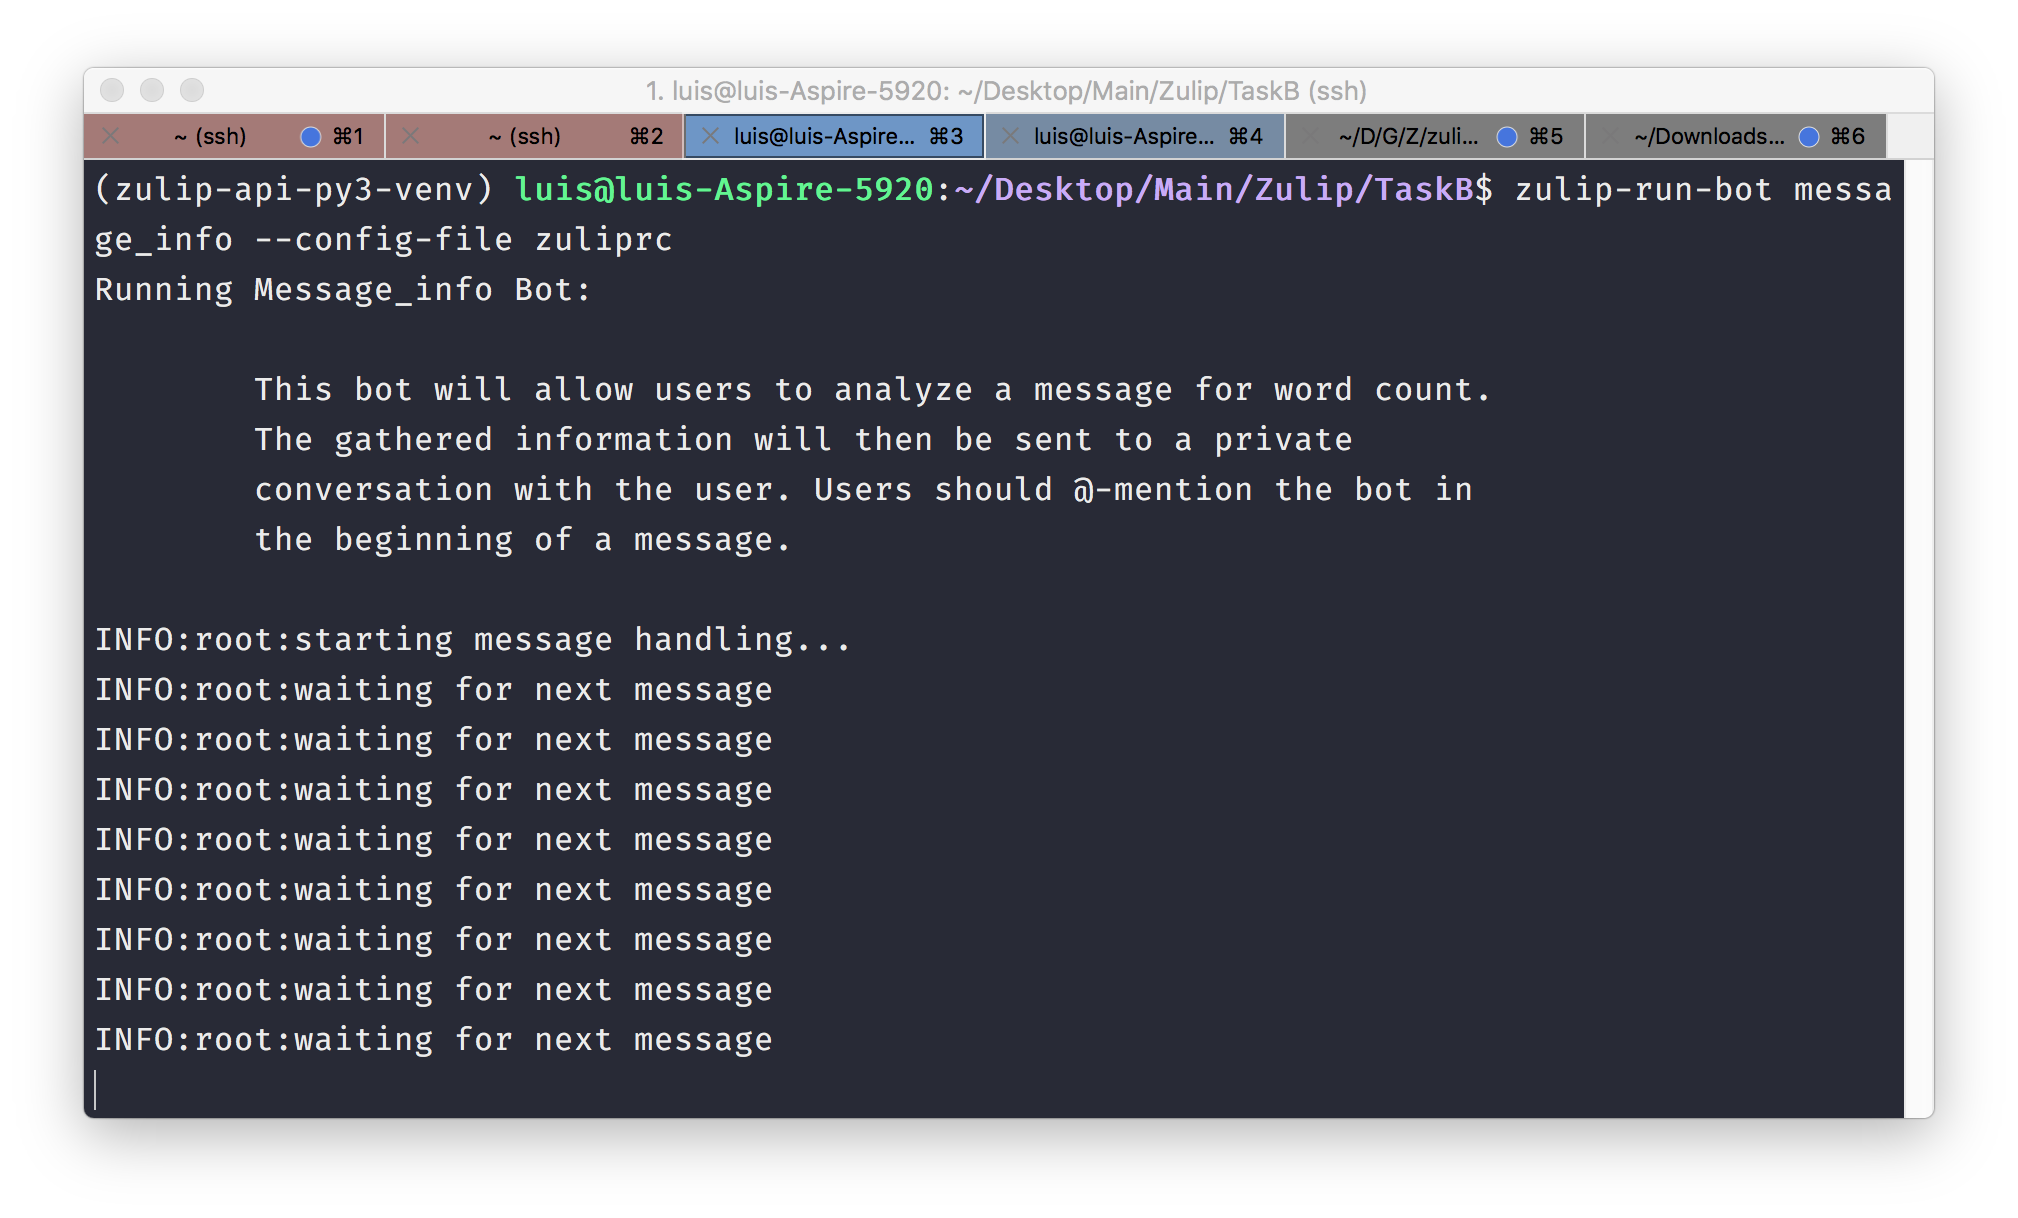 1. luis@luis-Aspire-5920: ~/Desktop/Main/Zulip/TaskB (ssh)
~ (ssh) ⌘1 ~ (ssh) ⌘2 luis@luis-Aspire... ⌘3 luis@luis-Aspire... ⌘4 ~/D/G/Z/zuli... ⌘5 ~/Downloads... ⌘6
(zulip-api-py3-venv) luis@luis-Aspire-5920:~/Desktop/Main/Zulip/TaskB$ zulip-run-bot messa
ge_info --config-file zuliprc
Running Message_info Bot:
This bot will allow users to analyze a message for word count.
The gathered information will then be sent to a private
conversation with the user. Users should @-mention the bot in
the beginning of a message.
INFO:root:starting message handling...
INFO:root:waiting for next message
INFO:root:waiting for next message
INFO:root:waiting for next message
INFO:root:waiting for next message
INFO:root:waiting for next message
INFO:root:waiting for next message
INFO:root:waiting for next message
INFO:root:waiting for next message